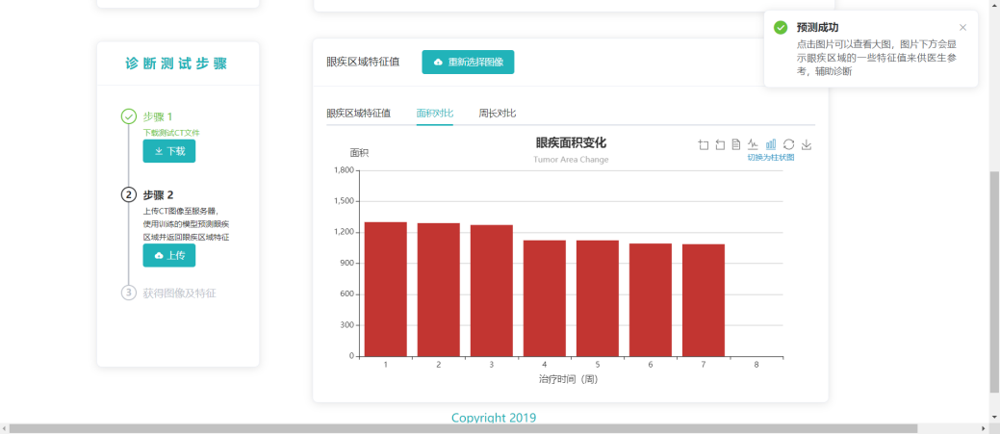 预测成功
点击图片可以查看大图，图片下方会显
示眼疾区域的一些特征值来供医生参
考，辅助诊断
诊断测试步骤
步骤 1
下载测试CT文件
下载
2
步骤 2
上传CT图像至服务器，
使用训练的模型预测眼疾
区域并返回眼疾区域特征
上传
3
获得图像及特征
眼疾区域特征值
重新选择图像
眼疾区域特征值
面积对比
周长对比
眼疾面积变化
Tumor Area Change
切换为柱状图
面积
1,800
1,500
1,200
900
600
300
0
1 2 3 4 5 6 7 8
治疗时间（周）
Copyright 2019